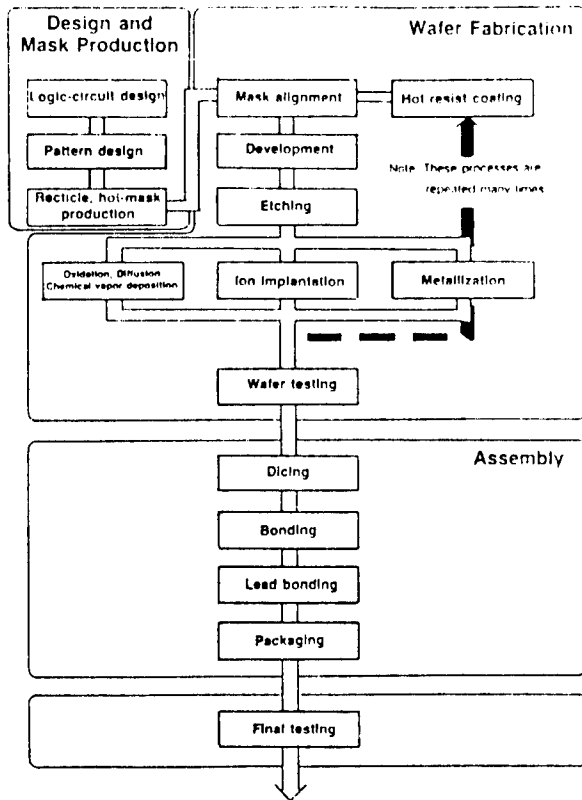 Design and
Mask Production
Logic-circuit design
Pattern design
Recticle, hot-mask
production
Wafer Fabrication
Mask alignment
Hot resist coating
Development
Note: These processes are
repeated many times
Etching
Oxidation, Diffusion
Chemical vapor deposition
Ion implantation
Metallization
Wafer testing
Assembly
Dicing
Bonding
Lead bonding
Packaging
Final testing